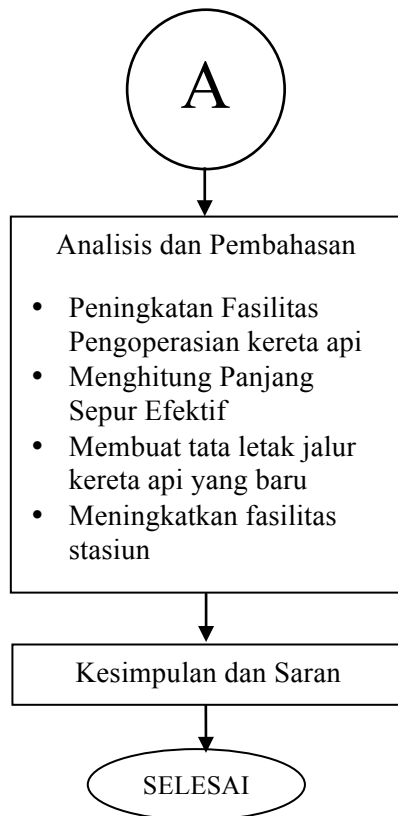 A
Analisis dan Pembahasan
• Peningkatan Fasilitas
Pengoperasian kereta api
• Menghitung Panjang
Sepur Efektif
• Membuat tata letak jalur
kereta api yang baru
• Meningkatkan fasilitas
stasiun
Kesimpulan dan Saran
SELESAI